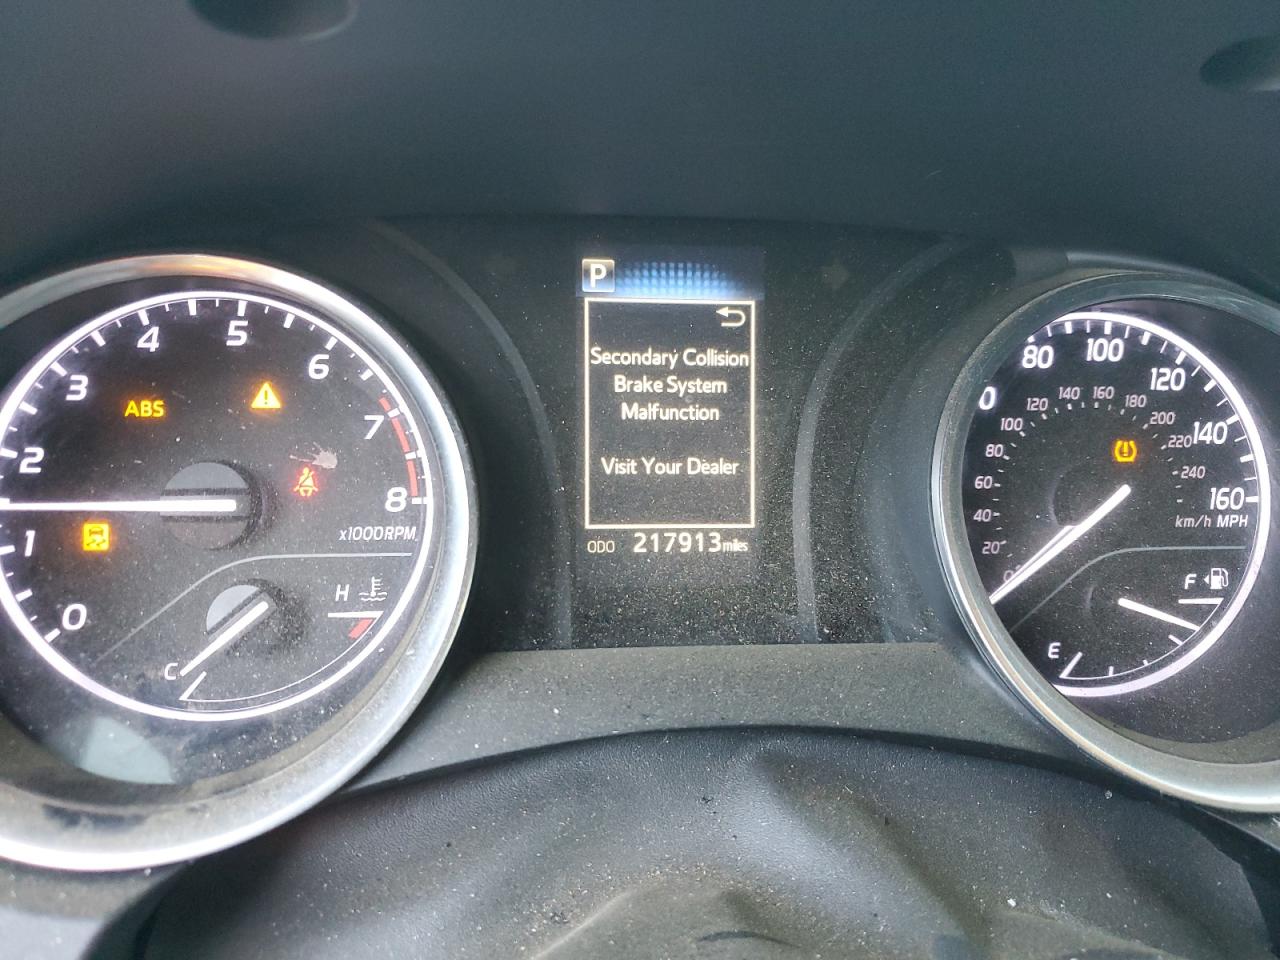 P
Secondary Collision
Brake System
Malfunction
Visit Your Dealer
ODO 217913 miles
0
1
2
3
4
5
6
7
8
x1000RPM
ABS
H
C
0
80
100
120
140
160
km/h MPH
0
20
40
60
80
100
120
140
160
180
200
220
240
F
E